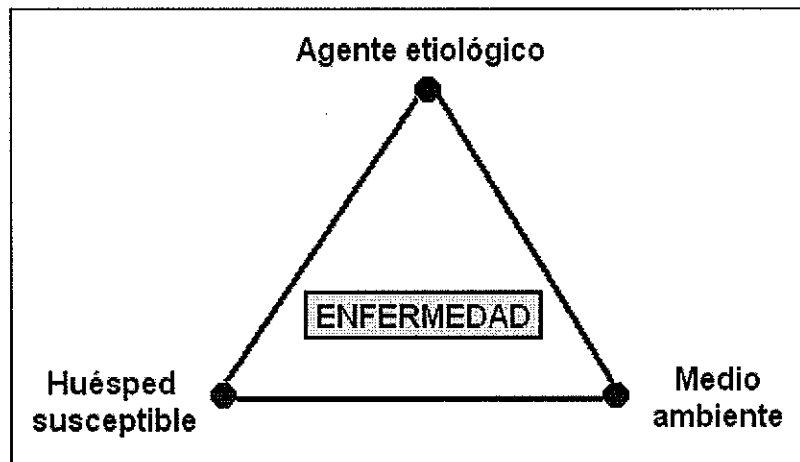 Agente etiológico
ENFERMEDAD
Huésped
susceptible
Medio
ambiente